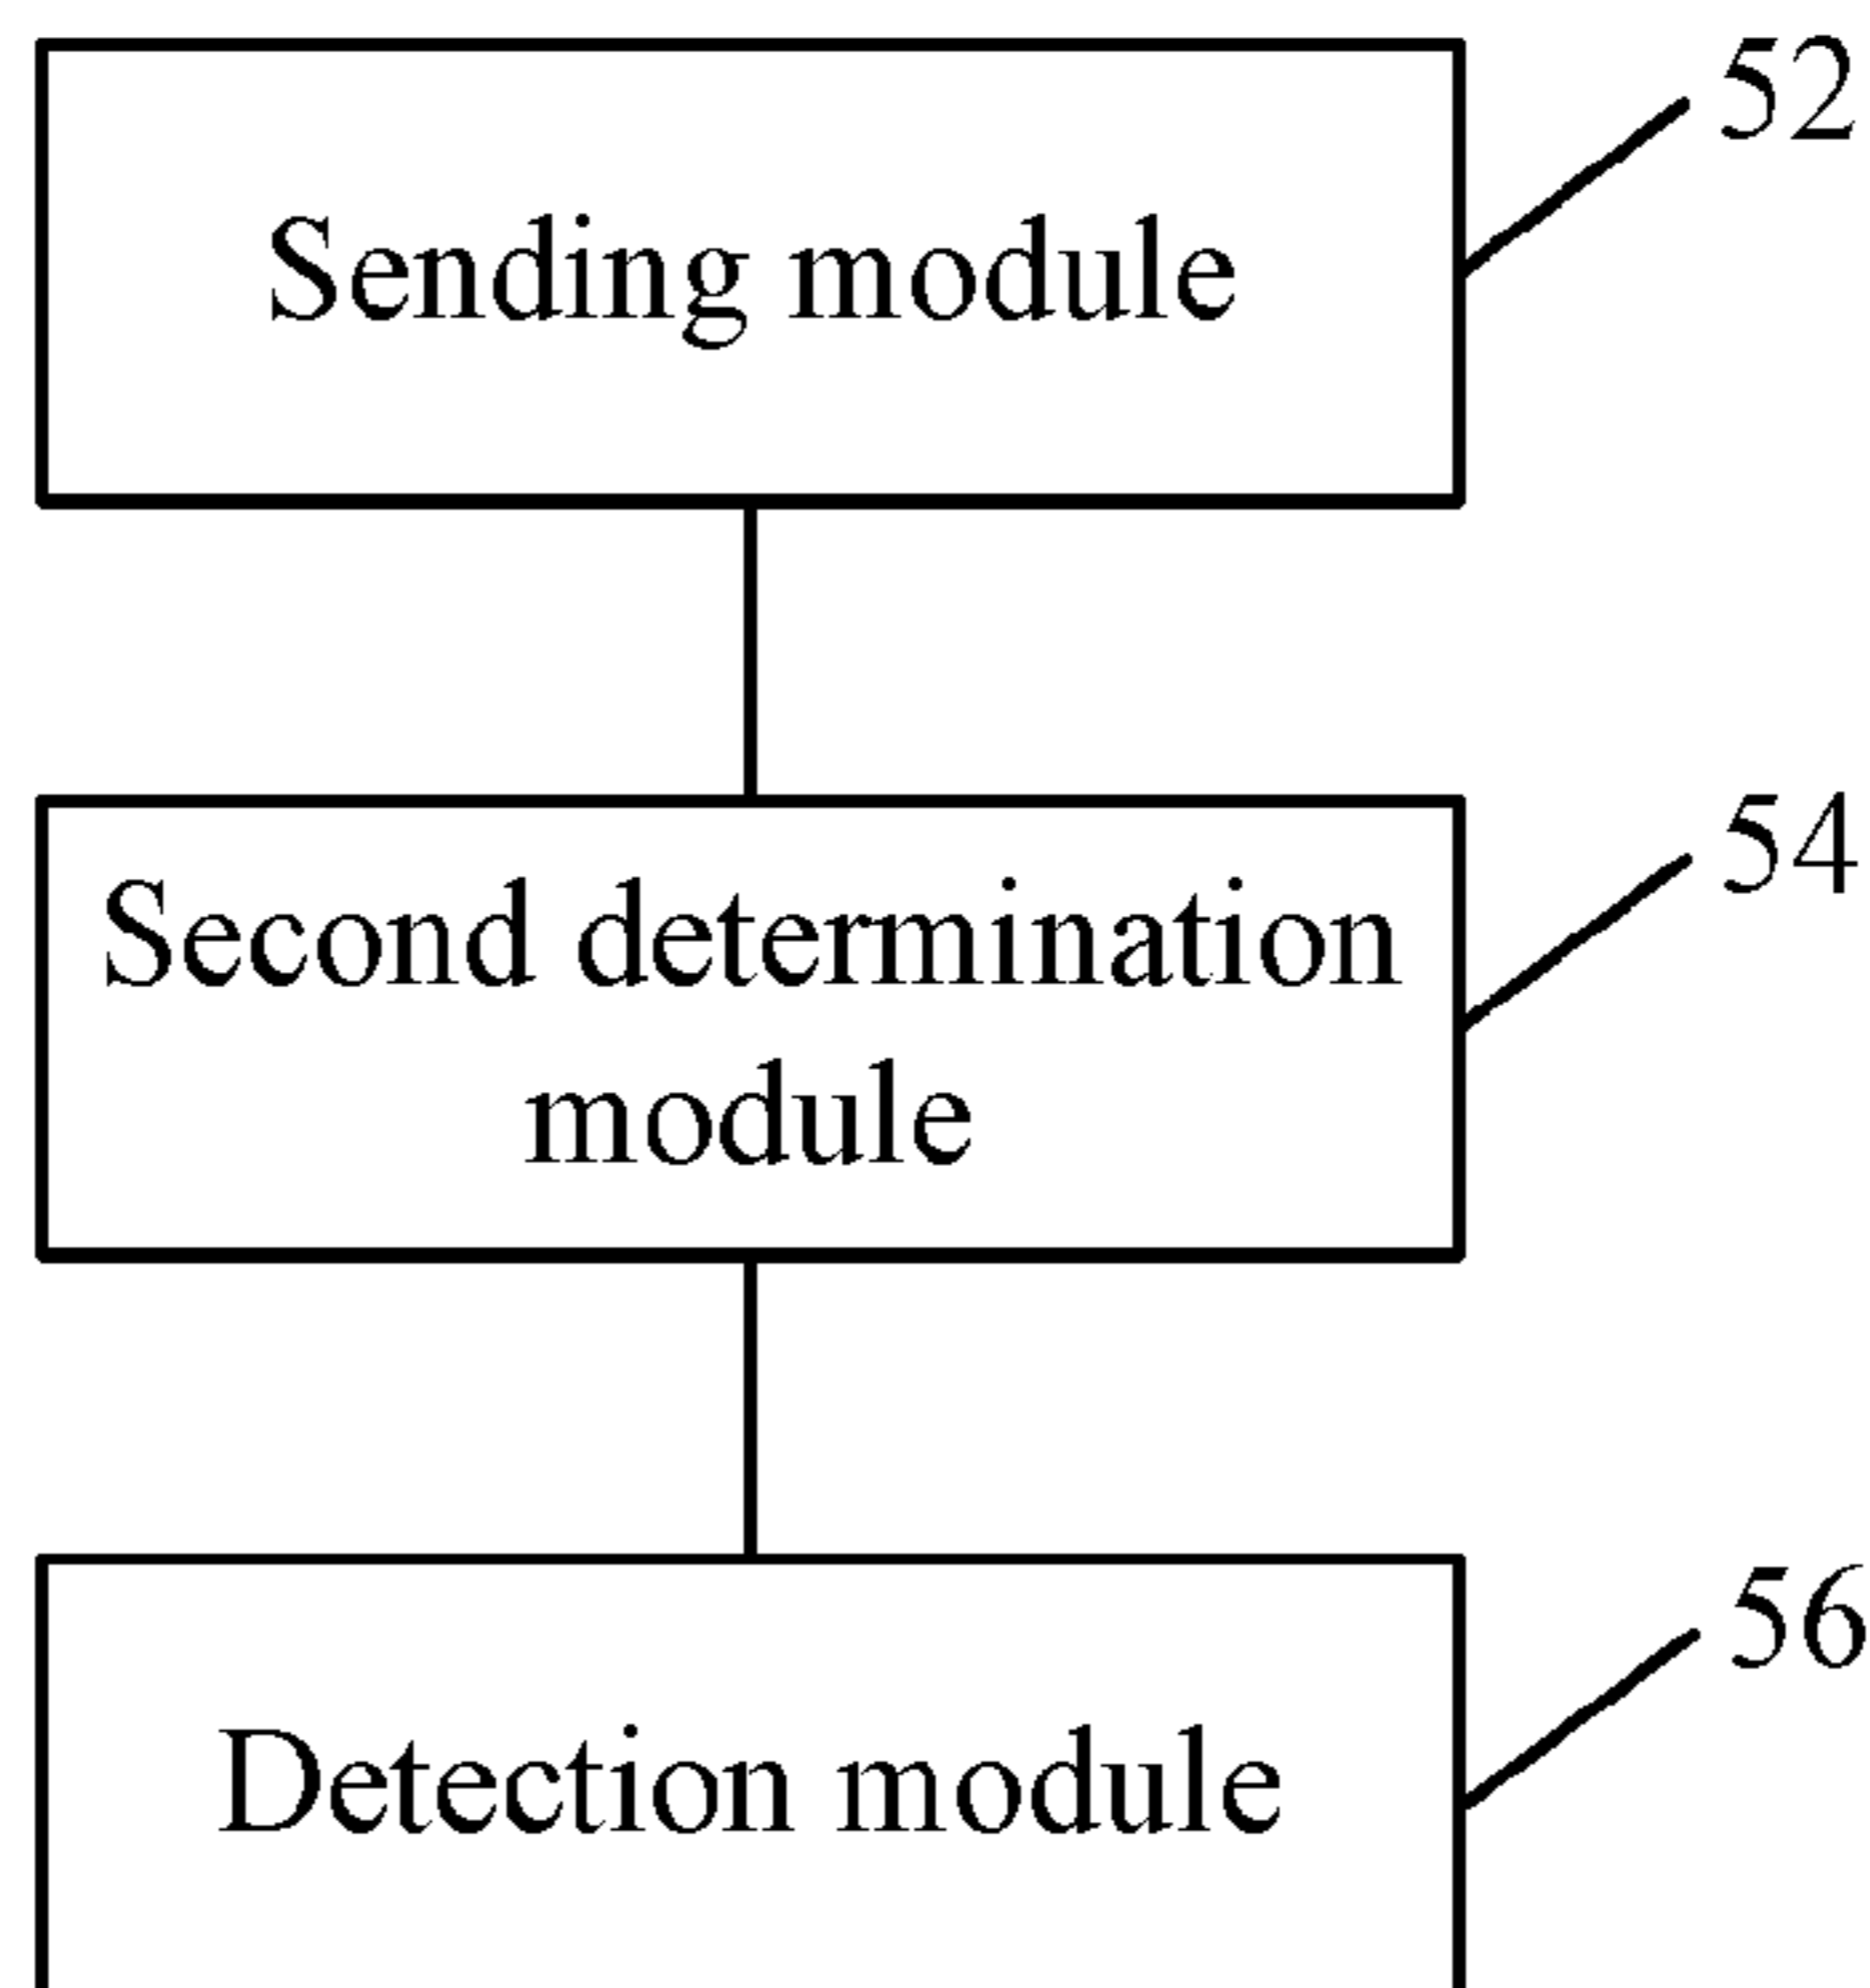 52
Sending module
54
Second determination
module
56
Detection module